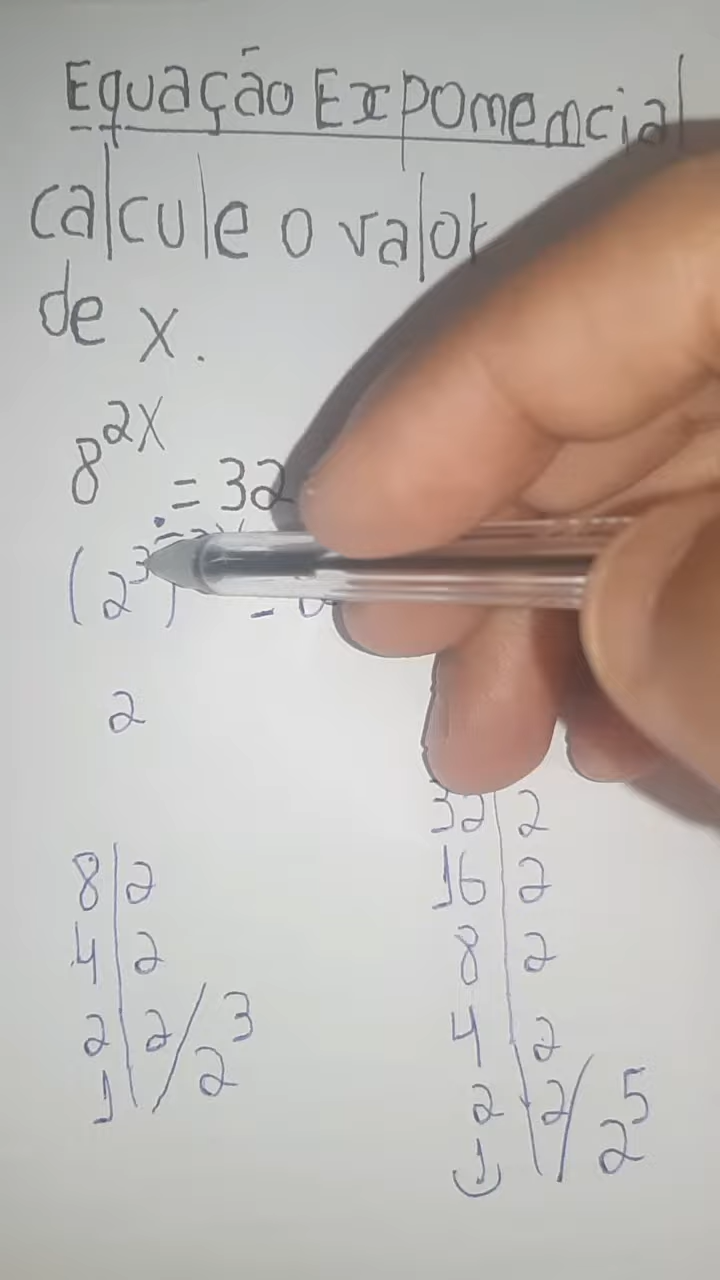 Equação Exponencial
calcule o valor
de x.
8^2x = 32
(2^3)
2
8 | 2
4 | 2
2 | 2 / 2^3
1
32 | 2
16 | 2
8 | 2
4 | 2
2 | 2 / 2^5
1